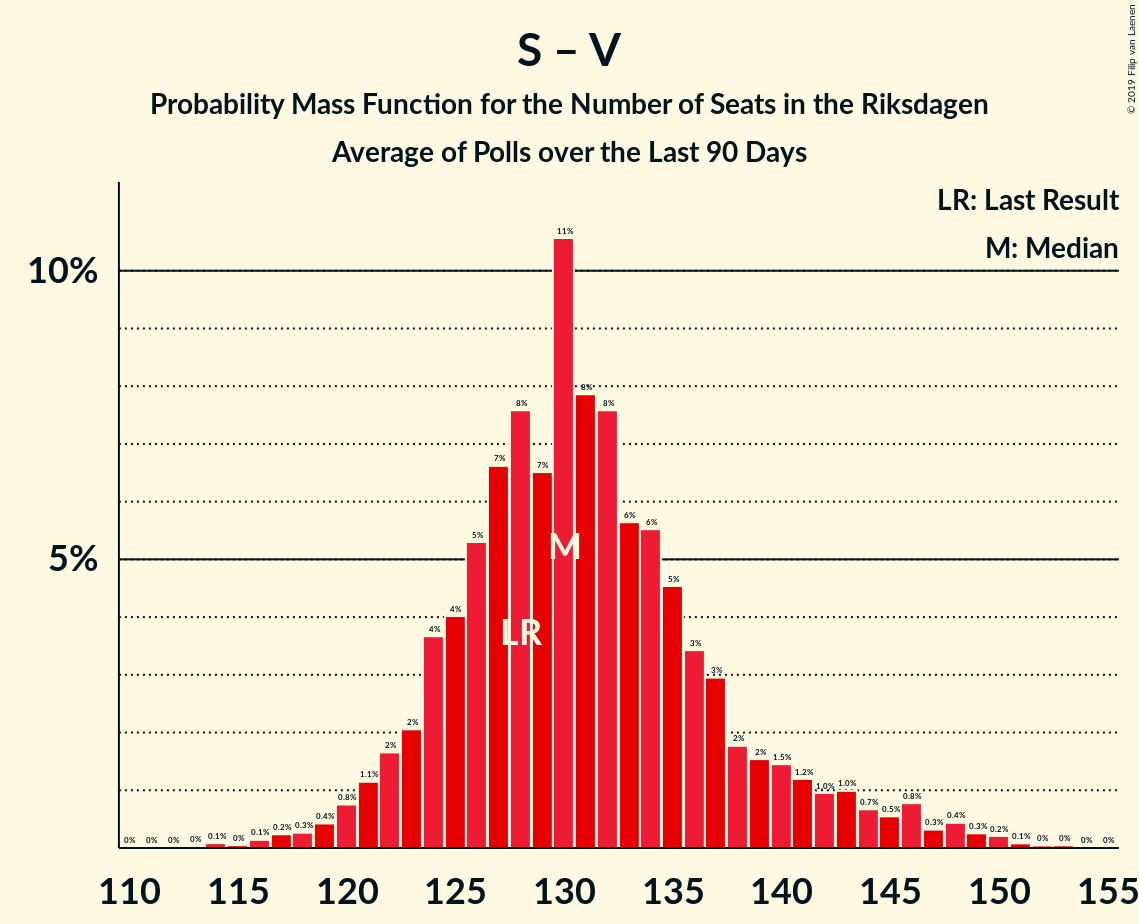 S – V
Probability Mass Function for the Number of Seats in the Riksdagen
Average of Polls over the Last 90 Days
© 2019 Filip van Laenen
LR: Last Result
M: Median
10%
5%
0% 0% 0% 0% 0.1% 0% 0.1% 0.2% 0.3% 0.4% 0.8% 1.1% 2% 2% 4% 4% 5% 7% 8% 7% 11% 8% 8% 6% 6% 5% 3% 3% 2% 2% 1.5% 1.2% 1.0% 1.0% 0.7% 0.5% 0.8% 0.3% 0.4% 0.3% 0.2% 0.1% 0% 0% 0% 0%
M
LR
110 115 120 125 130 135 140 145 150 155